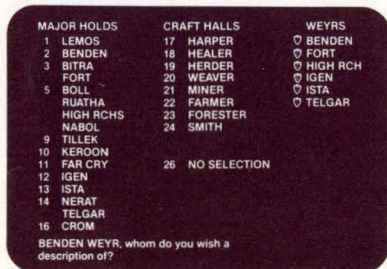 MAJOR HOLDS
1 LEMOS
2 BENDEN
3 BITRA
FORT
5 BOLL
RUATHA
HIGH RCHS
NABOL
9 TILLEK
10 KEROON
11 FAR CRY
12 IGEN
13 ISTA
14 NERAT
TELGAR
16 CROM
CRAFT HALLS
17 HARPER
18 HEALER
19 HERDER
20 WEAVER
21 MINER
22 FARMER
23 FORESTER
24 SMITH
26 NO SELECTION
WEYRS
BENDEN
FORT
HIGH RCH
IGEN
ISTA
TELGAR
BENDEN WEYR, whom do you wish a
description of?